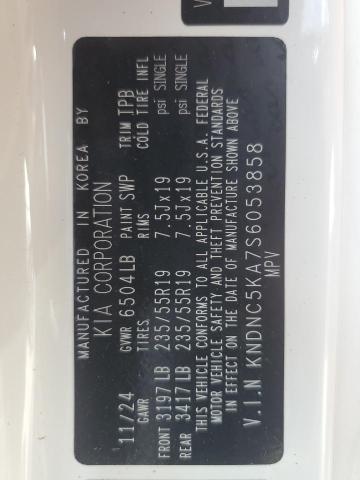 MANUFACTURED IN KOREA BY
KIA CORPORATION
11/24 GVWR 6504LB PAINT SWP TRIM TPB
GAWR TIRES RIMS COLD TIRE INFL
FRONT 3197LB 235/55R19 7.5Jx19 psi SINGLE
REAR 3417LB 235/55R19 7.5Jx19 psi SINGLE
THIS VEHICLE CONFORMS TO ALL APPLICABLE U.S.A. FEDERAL
MOTOR VEHICLE SAFETY AND THEFT PREVENTION STANDARDS
IN EFFECT ON THE DATE OF MANUFACTURE SHOWN ABOVE
V.I.N KNDNC5KA7S6053858
MPV